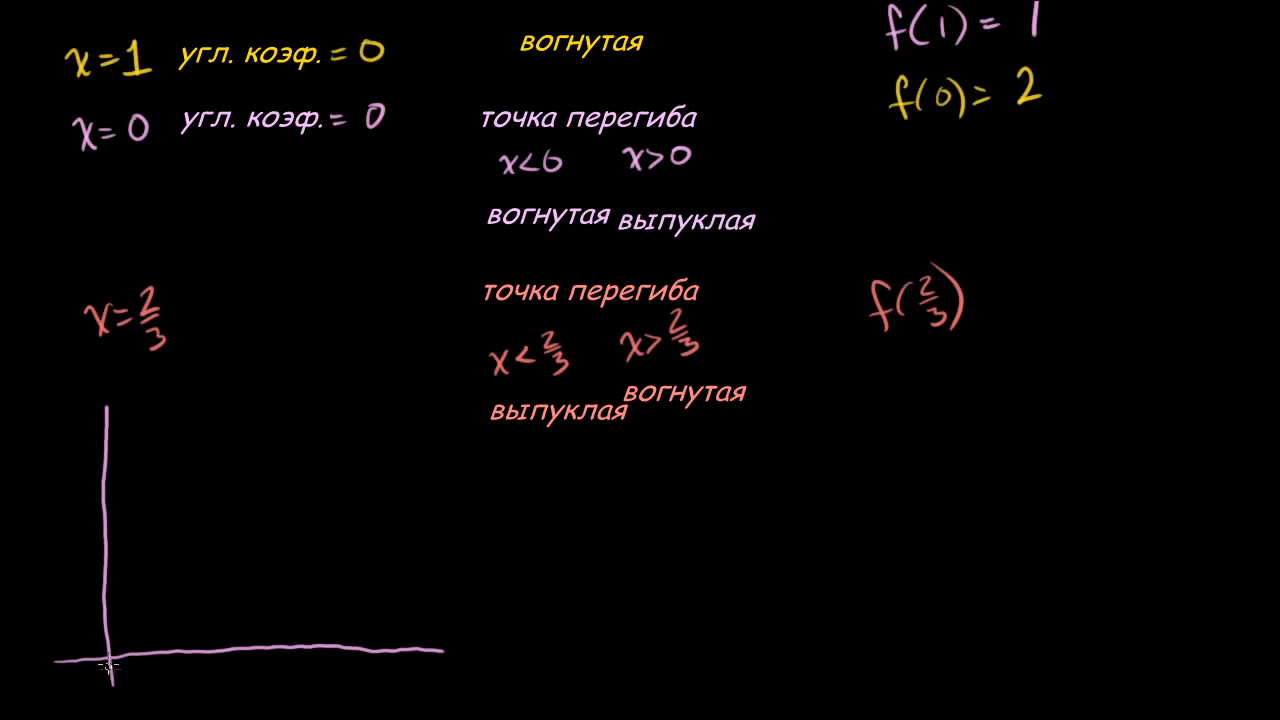 x=1 угл. коэф. = 0 вогнутая f(1) = 1
x=0 угл. коэф. = 0 точка перегиба f(0) = 2
x<0 x>0
вогнутая выпуклая
точка перегиба
x=2/3 f(2/3)
x<2/3 x>2/3
вогнутая
выпуклая